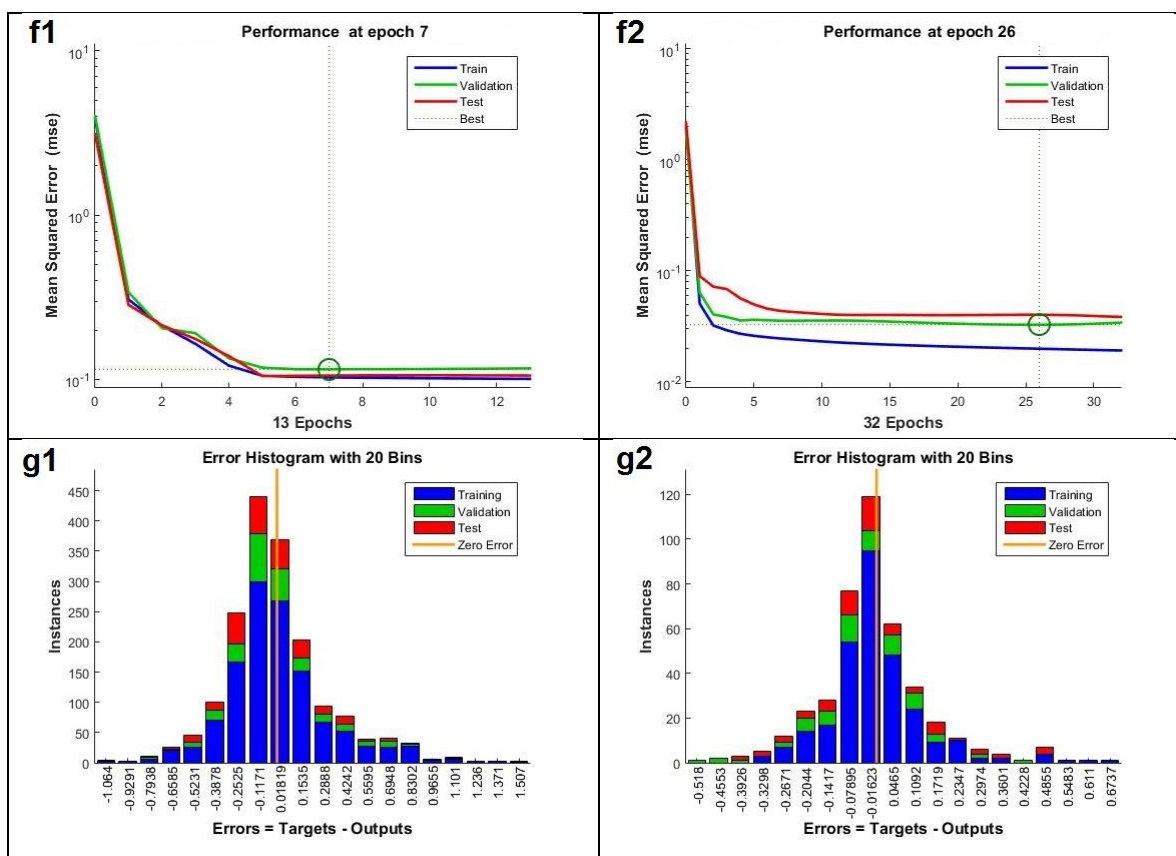 f1
Performance at epoch 7
Mean Squared Error (mse)
10^1
10^0
10^-1
Train
Validation
Test
Best
0 2 4 6 8 10 12
13 Epochs
f2
Performance at epoch 26
Mean Squared Error (mse)
10^1
10^0
10^-1
10^-2
Train
Validation
Test
Best
0 5 10 15 20 25 30
32 Epochs
g1
Error Histogram with 20 Bins
Instances
450
400
350
300
250
200
150
100
50
0
Training
Validation
Test
Zero Error
-1.064
-0.9291
-0.7938
-0.6585
-0.5231
-0.3878
-0.2525
-0.1171
0.01819
0.1535
0.2888
0.4242
0.5595
0.6948
0.8302
0.9655
1.101
1.236
1.371
1.507
Errors = Targets - Outputs
g2
Error Histogram with 20 Bins
Instances
120
100
80
60
40
20
0
Training
Validation
Test
Zero Error
-0.518
-0.4553
-0.3926
-0.3298
-0.2671
-0.2044
-0.1417
-0.07895
-0.01623
0.0465
0.1092
0.1719
0.2347
0.2974
0.3601
0.4228
0.4855
0.5483
0.611
0.6737
Errors = Targets - Outputs